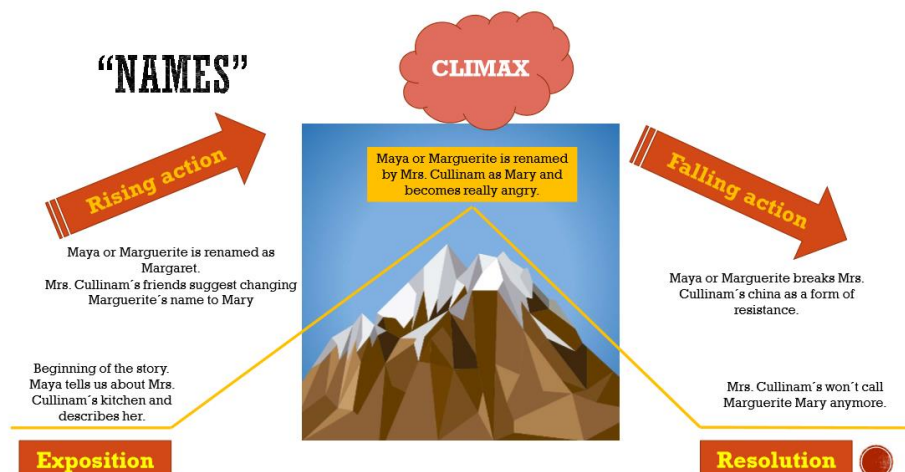 “NAMES”
CLIMAX
Rising action
Maya or Marguerite is renamed
by Mrs. Cullinam as Mary and
becomes really angry.
Falling action
Maya or Marguerite is renamed as
Margaret.
Mrs. Cullinam´s friends suggest changing
Marguerite´s name to Mary
Maya or Marguerite breaks Mrs.
Cullinam´s china as a form of
resistance.
Beginning of the story.
Maya tells us about Mrs.
Cullinam´s kitchen and
describes her.
Mrs. Cullinam´s won´t call
Marguerite Mary anymore.
Exposition
Resolution